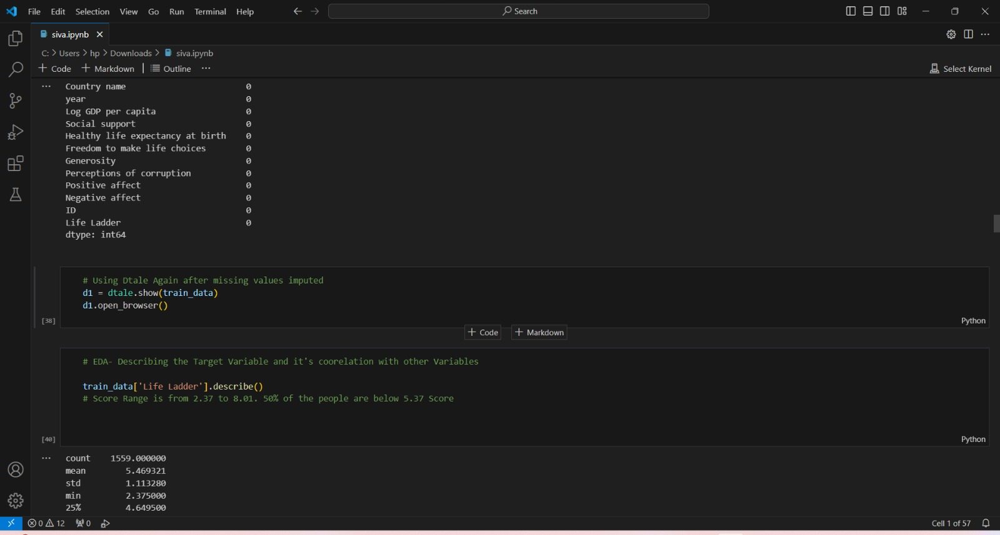 File Edit Selection View Go Run Terminal Help Search
siva.ipynb
C: > Users > hp > Downloads > siva.ipynb
+ Code + Markdown | Outline ... Select Kernel
... Country name 0
year 0
Log GDP per capita 0
Social support 0
Healthy life expectancy at birth 0
Freedom to make life choices 0
Generosity 0
Perceptions of corruption 0
Positive affect 0
Negative affect 0
ID 0
Life Ladder 0
dtype: int64
# Using Dtale Again after missing values imputed
d1 = dtale.show(train_data)
d1.open_browser()
[38] Python
+ Code + Markdown
# EDA- Describing the Target Variable and it's coorelation with other Variables
train_data['Life Ladder'].describe()
# Score Range is from 2.37 to 8.01. 50% of the people are below 5.37 Score
[40] Python
... count 1559.000000
mean 5.469321
std 1.113280
min 2.375000
25% 4.649500
0 12 0 Cell 1 of 57